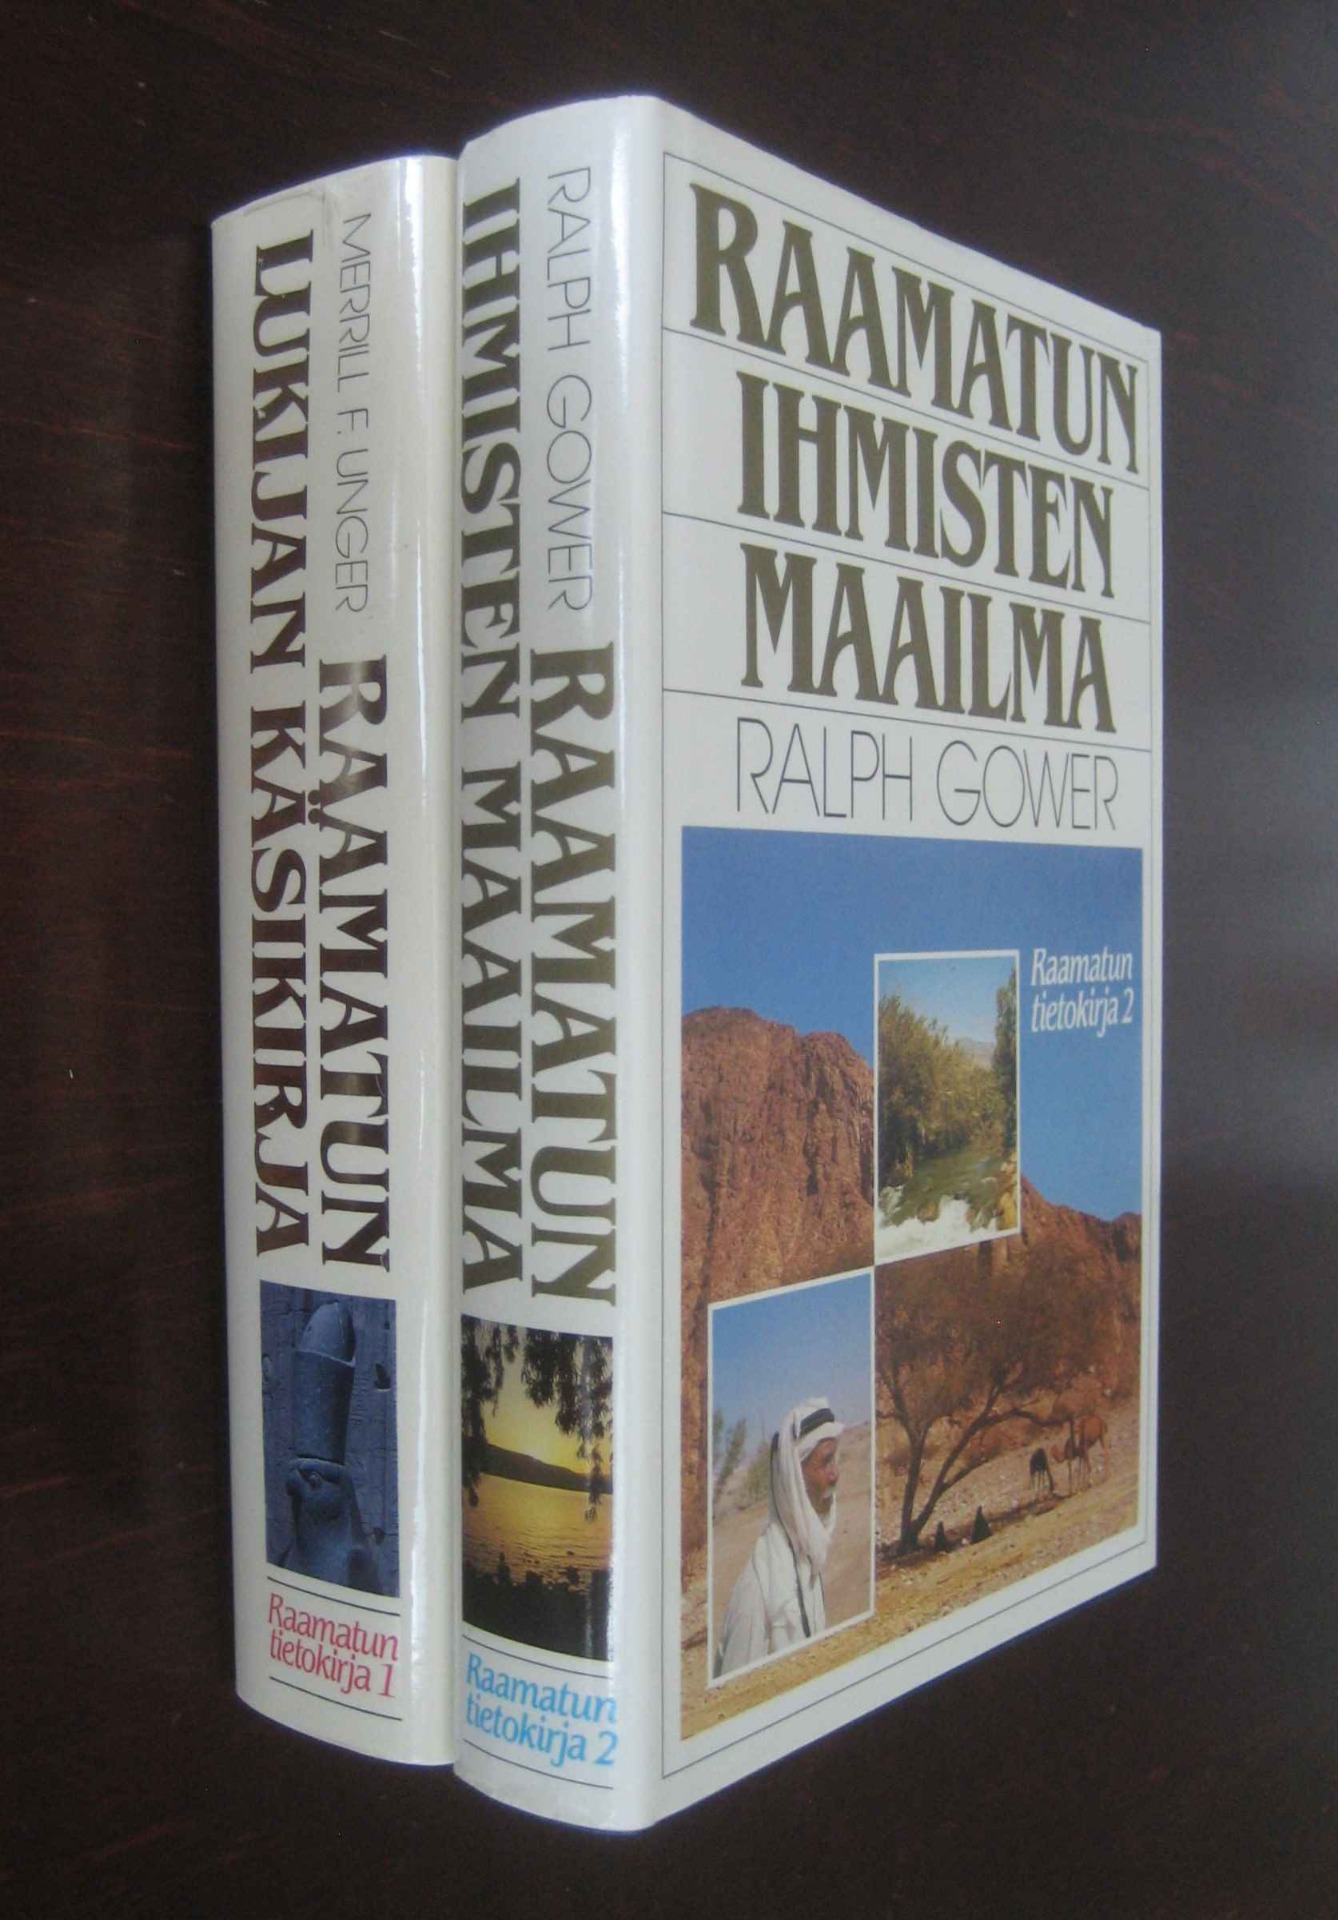 MERRILL F. UNGER
RAAMATUN
LUKIJAN KÄSIKIRJA
Raamatun
tietokirja 1
RALPH GOWER
RAAMATUN
IHMISTEN MAAILMA
Raamatun
tietokirja 2
RAAMATUN
IHMISTEN
MAAILMA
RALPH GOWER
Raamatun
tietokirja 2